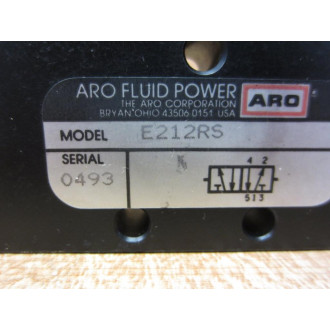 ARO FLUID POWER
THE ARO CORPORATION
BRYAN OHIO 43506 0151 USA
ARO
MODEL E212RS
SERIAL
0493
4 2
5 1 3